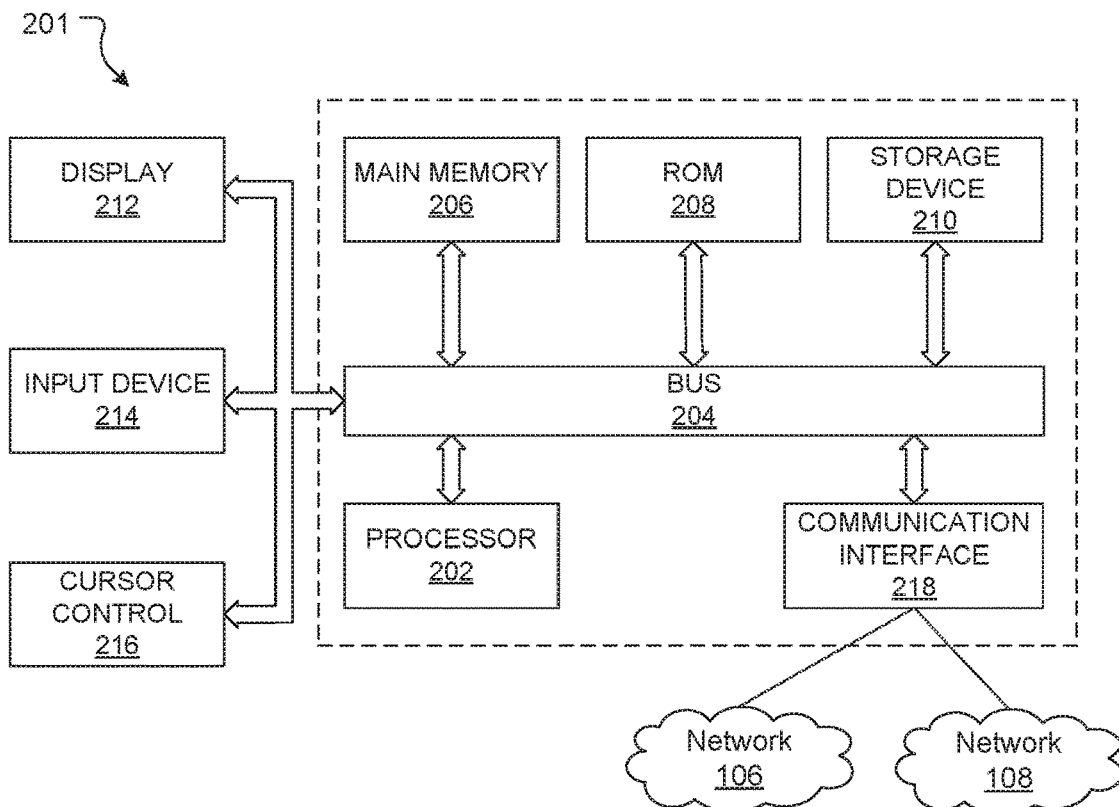 201
DISPLAY
212
MAIN MEMORY
206
ROM
208
STORAGE
DEVICE
210
INPUT DEVICE
214
BUS
204
CURSOR
CONTROL
216
PROCESSOR
202
COMMUNICATION
INTERFACE
218
Network
106
Network
108